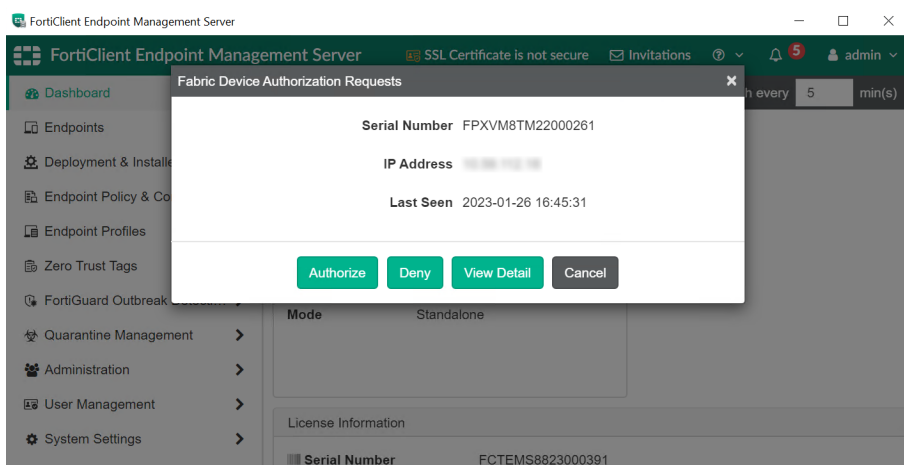 FortiClient Endpoint Management Server
FortiClient Endpoint Management Server SSL Certificate is not secure Invitations 5 admin
Fabric Device Authorization Requests
Dashboard every 5 min(s)
Serial Number FPXVM8TM22000261
Endpoints
Deployment &
IP Address
Endpoint Policy &
Last Seen 2023-01-26 16:45:31
Endpoint Profiles
Zero Trust Tags
Authorize Deny View Detail Cancel
FortiGuard Outbreak
Mode Standalone
Quarantine Management
Administration
User Management
License Information
System Settings
Serial Number FCTEMS8823000391